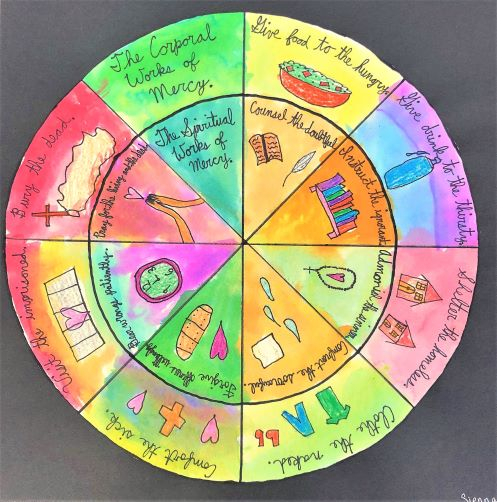 The Corporal
Works of
Mercy.
Give food to the hungry
Give drink to the thirsty
Shelter the homeless.
Clothe the naked.
Comfort the sick.
Visit the imprisoned.
Bury the dead.
The Spiritual
Works of
Mercy.
Counsel the doubtful
Instruct the ignorant
Admonish the sinner
Comfort the sorrowful.
Forgive offenses willingly
Bear wrongs patiently.
Pray for the living and the dead
Sienna